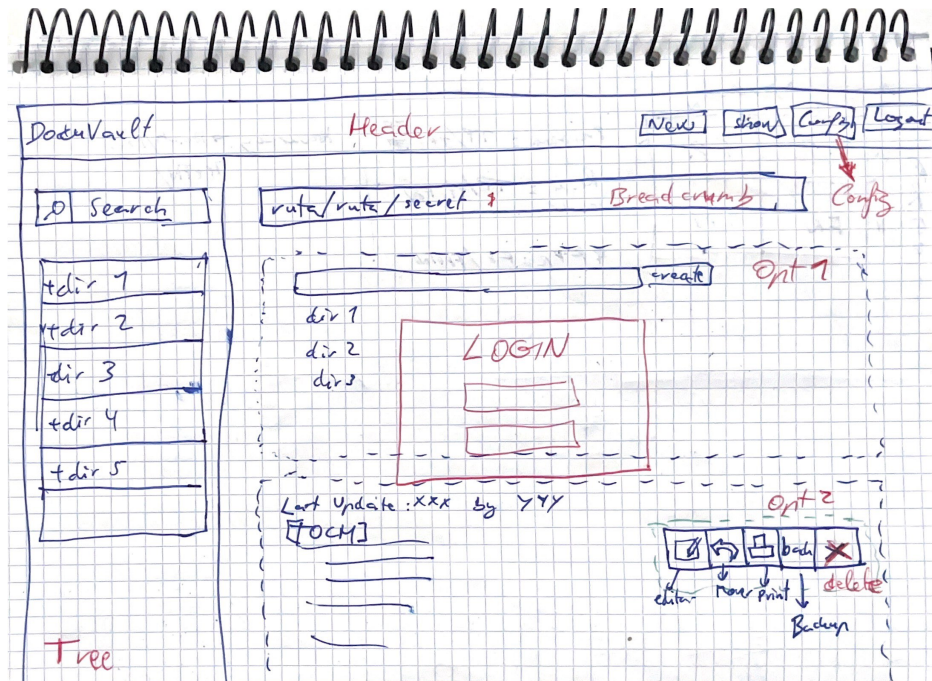 DocuVault Header New show Config Logout
Search
ruta/ruta/secret Breadcrumb Config
+dir 1
+dir 2
+dir 3
+dir 4
+dir 5
Tree
create Opt 1
dir 1
dir 2
dir 3
LOGIN
Last Update: xxx by YYY Opt 2
back
editar Mover print delete
Backup